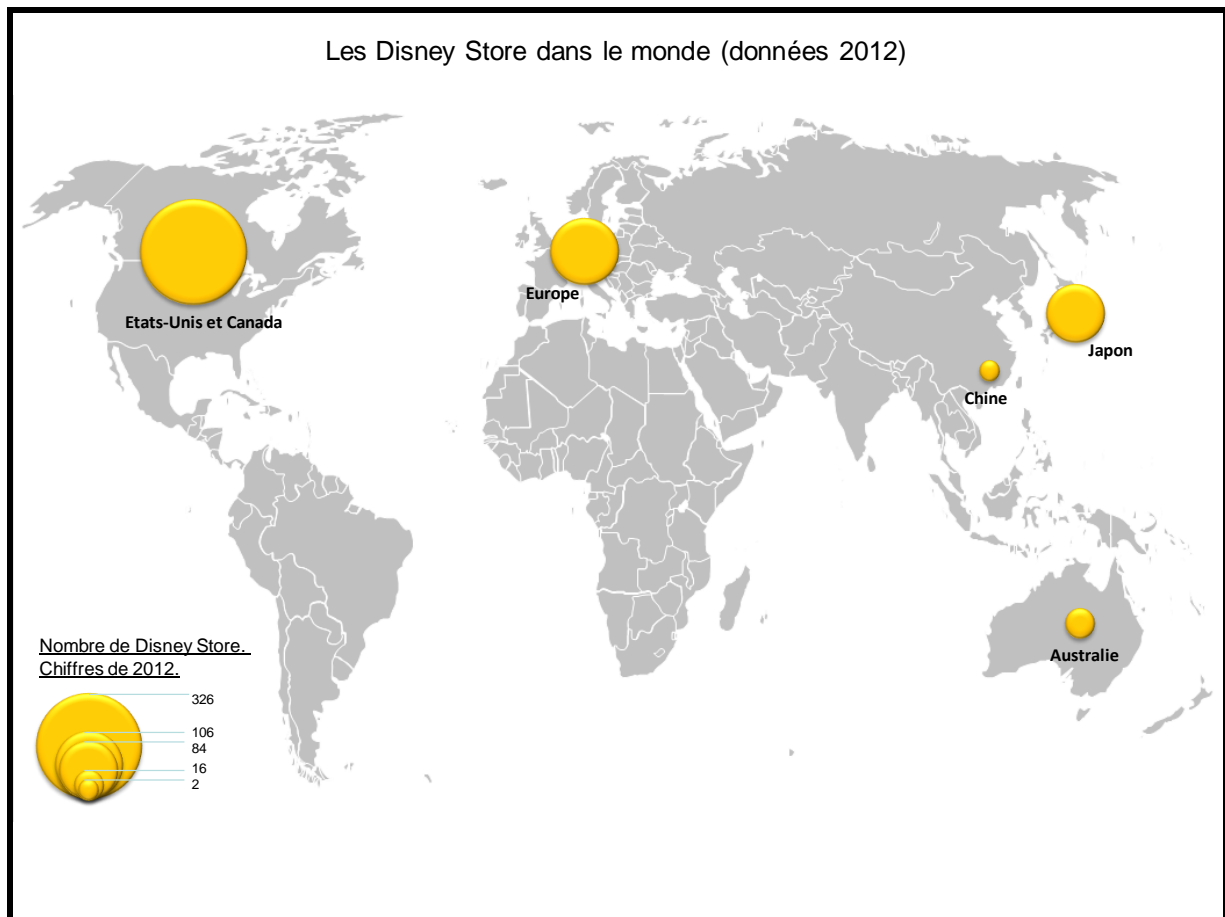 Les Disney Store dans le monde (données 2012)
Etats-Unis et Canada
Europe
Japon
Chine
Australie
Nombre de Disney Store.
Chiffres de 2012.
326
106
84
16
2